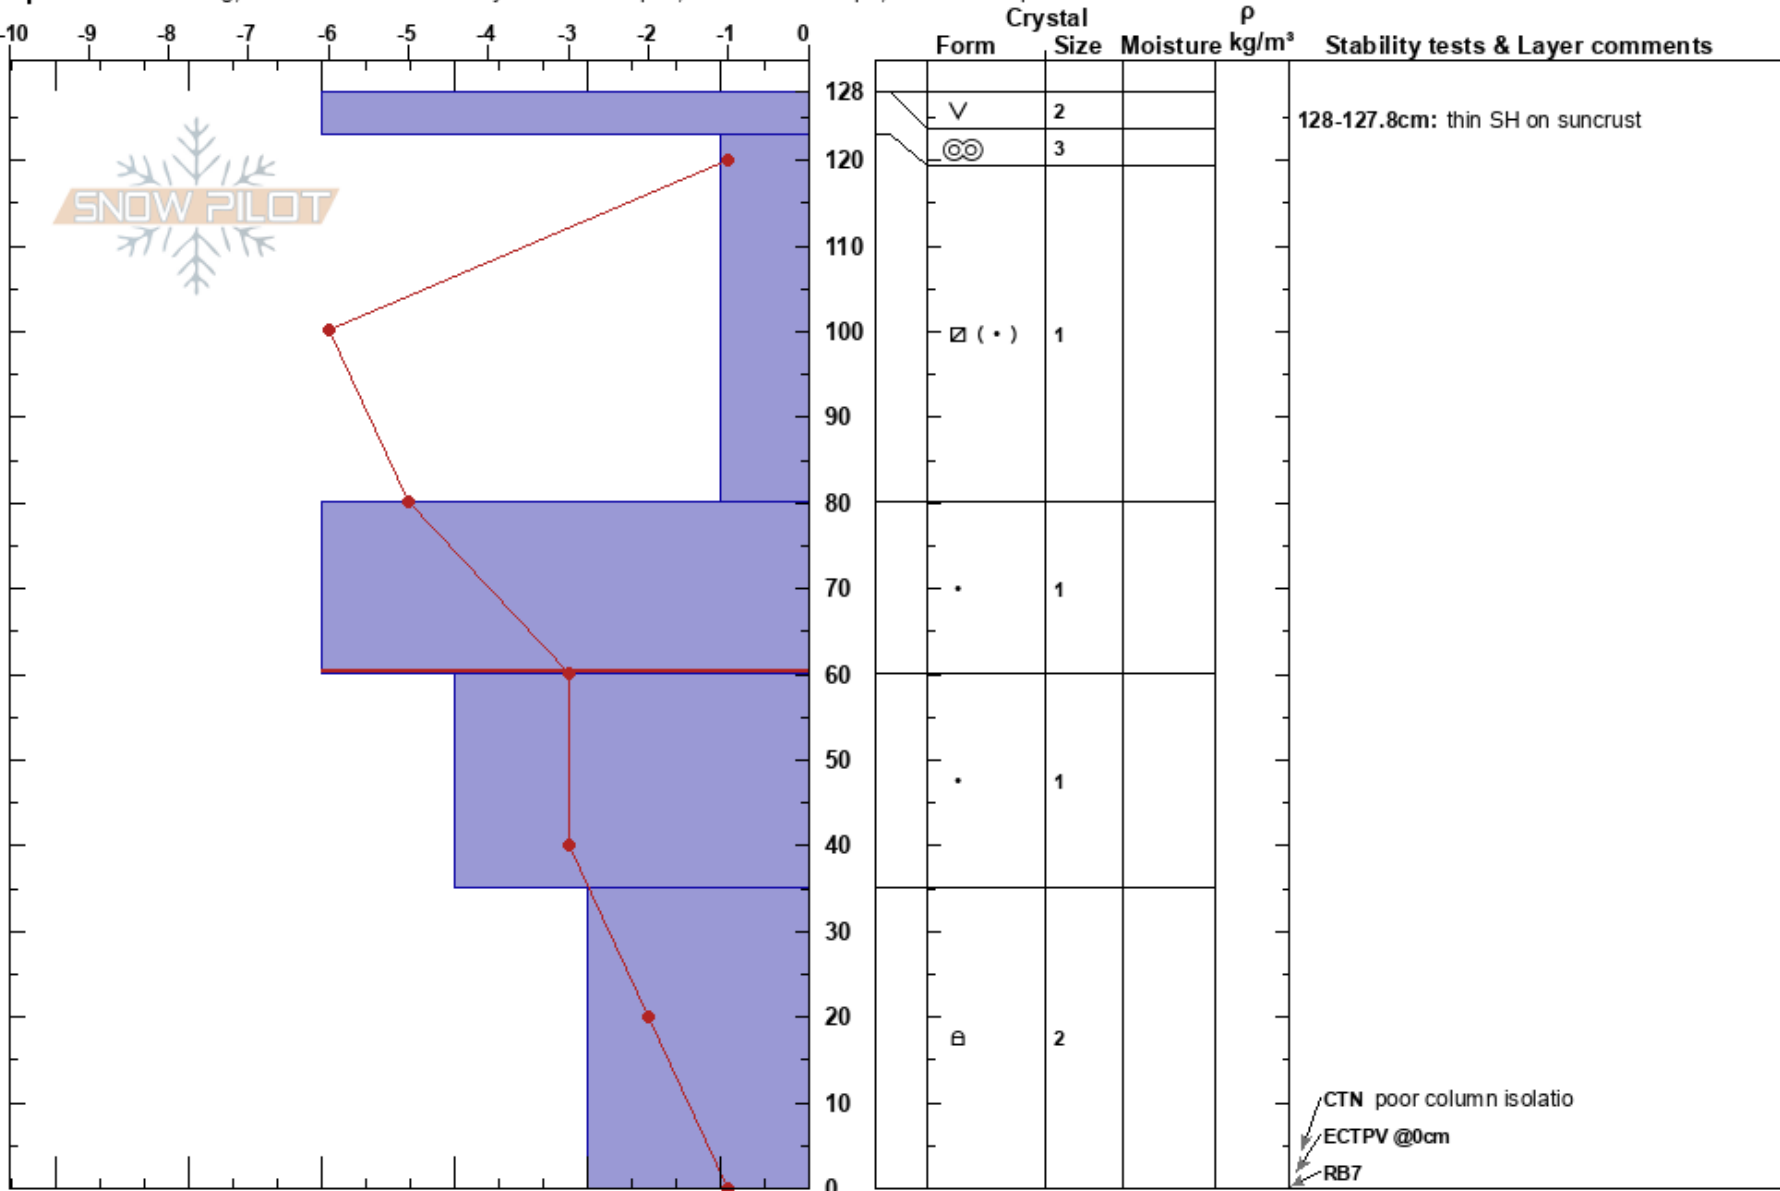 -10 -9 -8 -7 -6 -5 -4 -3 -2 -1 0
Crystal
ρ
Form Size Moisture kg/m³ Stability tests & Layer comments
128
2
128-127.8cm: thin SH on suncrust
3
120
SNOW PILOT
110
100
( • ) 1
90
80
70
• 1
60
50
• 1
40
30
20
2
10
CTN poor column isolatio
ECTPV @0cm
RB7
0